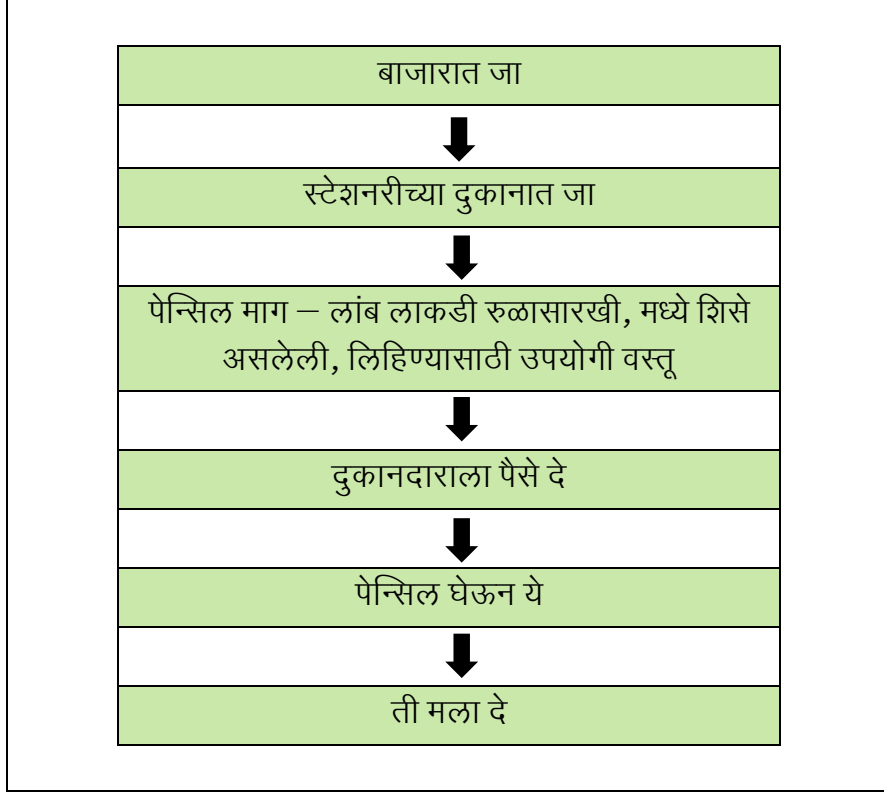 बाजारात जा
स्टेशनरीच्या दुकानात जा
पेन्सिल माग – लांब लाकडी रुळासारखी, मध्ये शिसे
असलेली, लिहिण्यासाठी उपयोगी वस्तू
दुकानदाराला पैसे दे
पेन्सिल घेऊन ये
ती मला दे